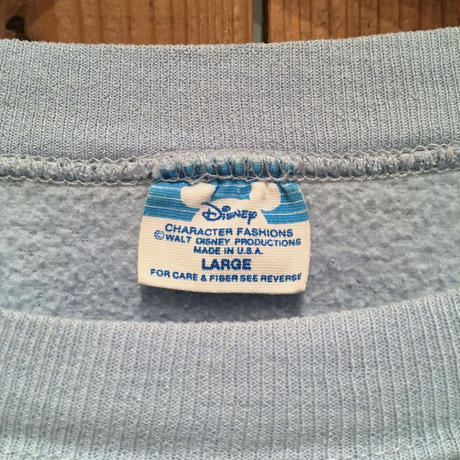 Disney
CHARACTER FASHIONS
©WALT DISNEY PRODUCTIONS
MADE IN U.S.A.
LARGE
FOR CARE & FIBER SEE REVERSE